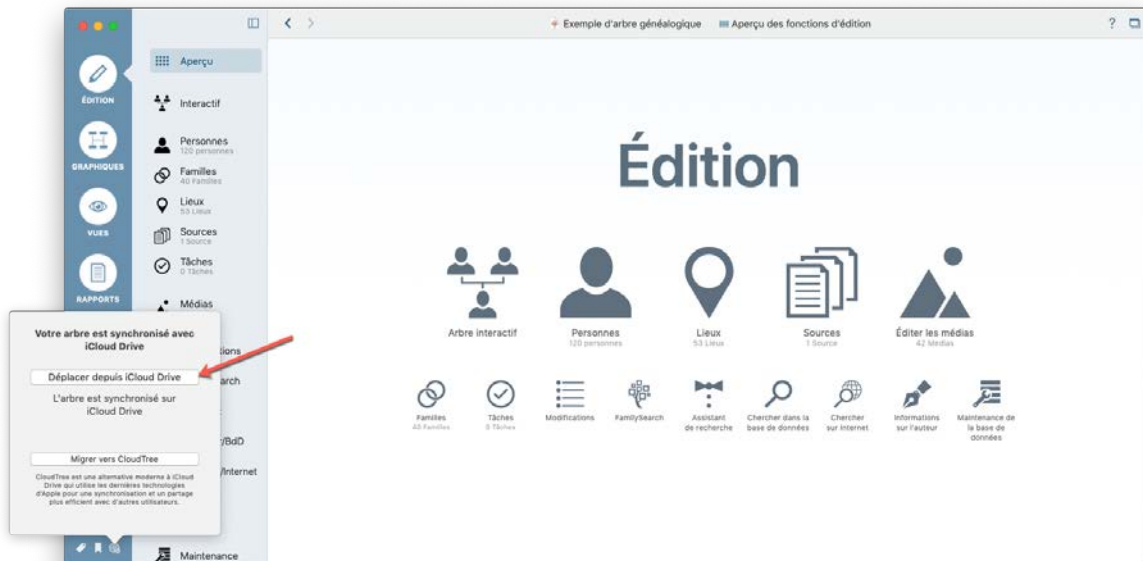 Exemple d'arbre généalogique
Aperçu des fonctions d'édition
?
Aperçu
ÉDITION
Interactif
Personnes
120 personnes
GRAPHIQUES
Familles
40 Familles
Lieux
53 Lieux
VUES
Sources
1 Source
Tâches
0 Tâches
RAPPORTS
Médias
Édition
Arbre interactif
Personnes
120 personnes
Lieux
53 Lieux
Sources
1 Source
Éditer les médias
42 Medias
Familles
40 Familles
Tâches
0 Tâches
Modifications
FamilySearch
Assistant
de recherche
Chercher dans la
base de données
Chercher
sur Internet
Informations
sur l'auteur
Maintenance de
la base de
données
Votre arbre est synchronisé avec
iCloud Drive
Déplacer depuis iCloud Drive
L'arbre est synchronisé sur
iCloud Drive
Migrer vers CloudTree
CloudTree est une alternative moderne à iCloud
Drive qui utilise les dernières technologies
d'Apple pour une synchronisation et un partage
plus efficient avec d'autres utilisateurs.
tions
arch
r/BdD
/Internet
Maintenance